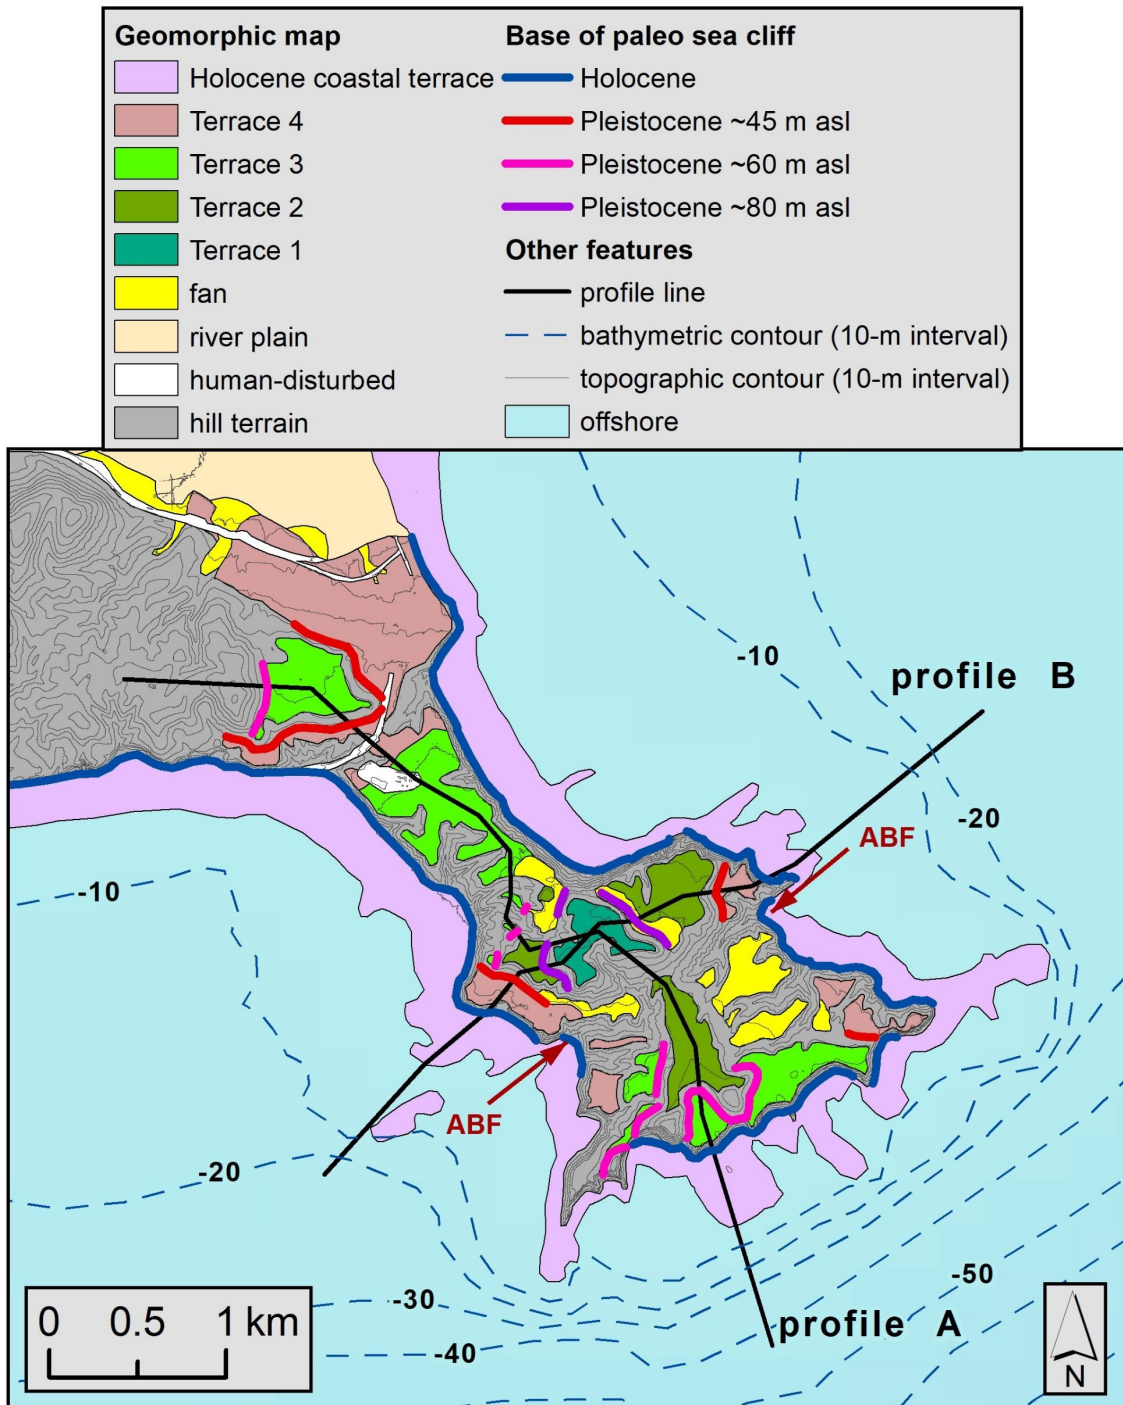 Geomorphic map
Holocene coastal terrace
Terrace 4
Terrace 3
Terrace 2
Terrace 1
fan
river plain
human-disturbed
hill terrain
Base of paleo sea cliff
Holocene
Pleistocene ~45 m asl
Pleistocene ~60 m asl
Pleistocene ~80 m asl
Other features
profile line
bathymetric contour (10-m interval)
topographic contour (10-m interval)
offshore
-10
profile B
-20
ABF
-10
ABF
-20
-50
-30
profile A
-40
0 0.5 1 km
N